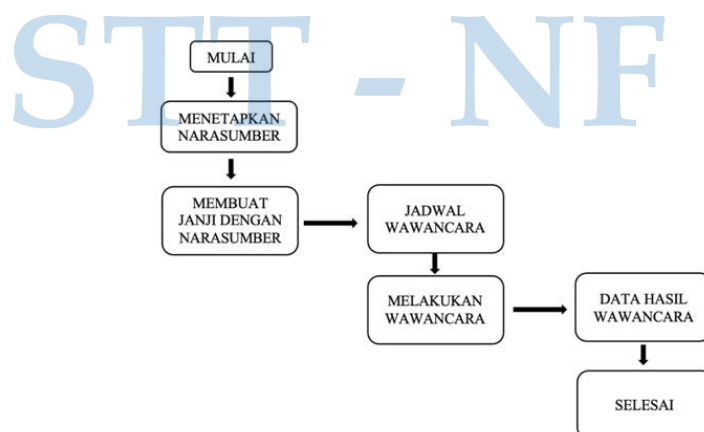 STT - NF
MULAI
MENETAPKAN
NARASUMBER
MEMBUAT
JANJI DENGAN
NARASUMBER
JADWAL
WAWANCARA
MELAKUKAN
WAWANCARA
DATA HASIL
WAWANCARA
SELESAI